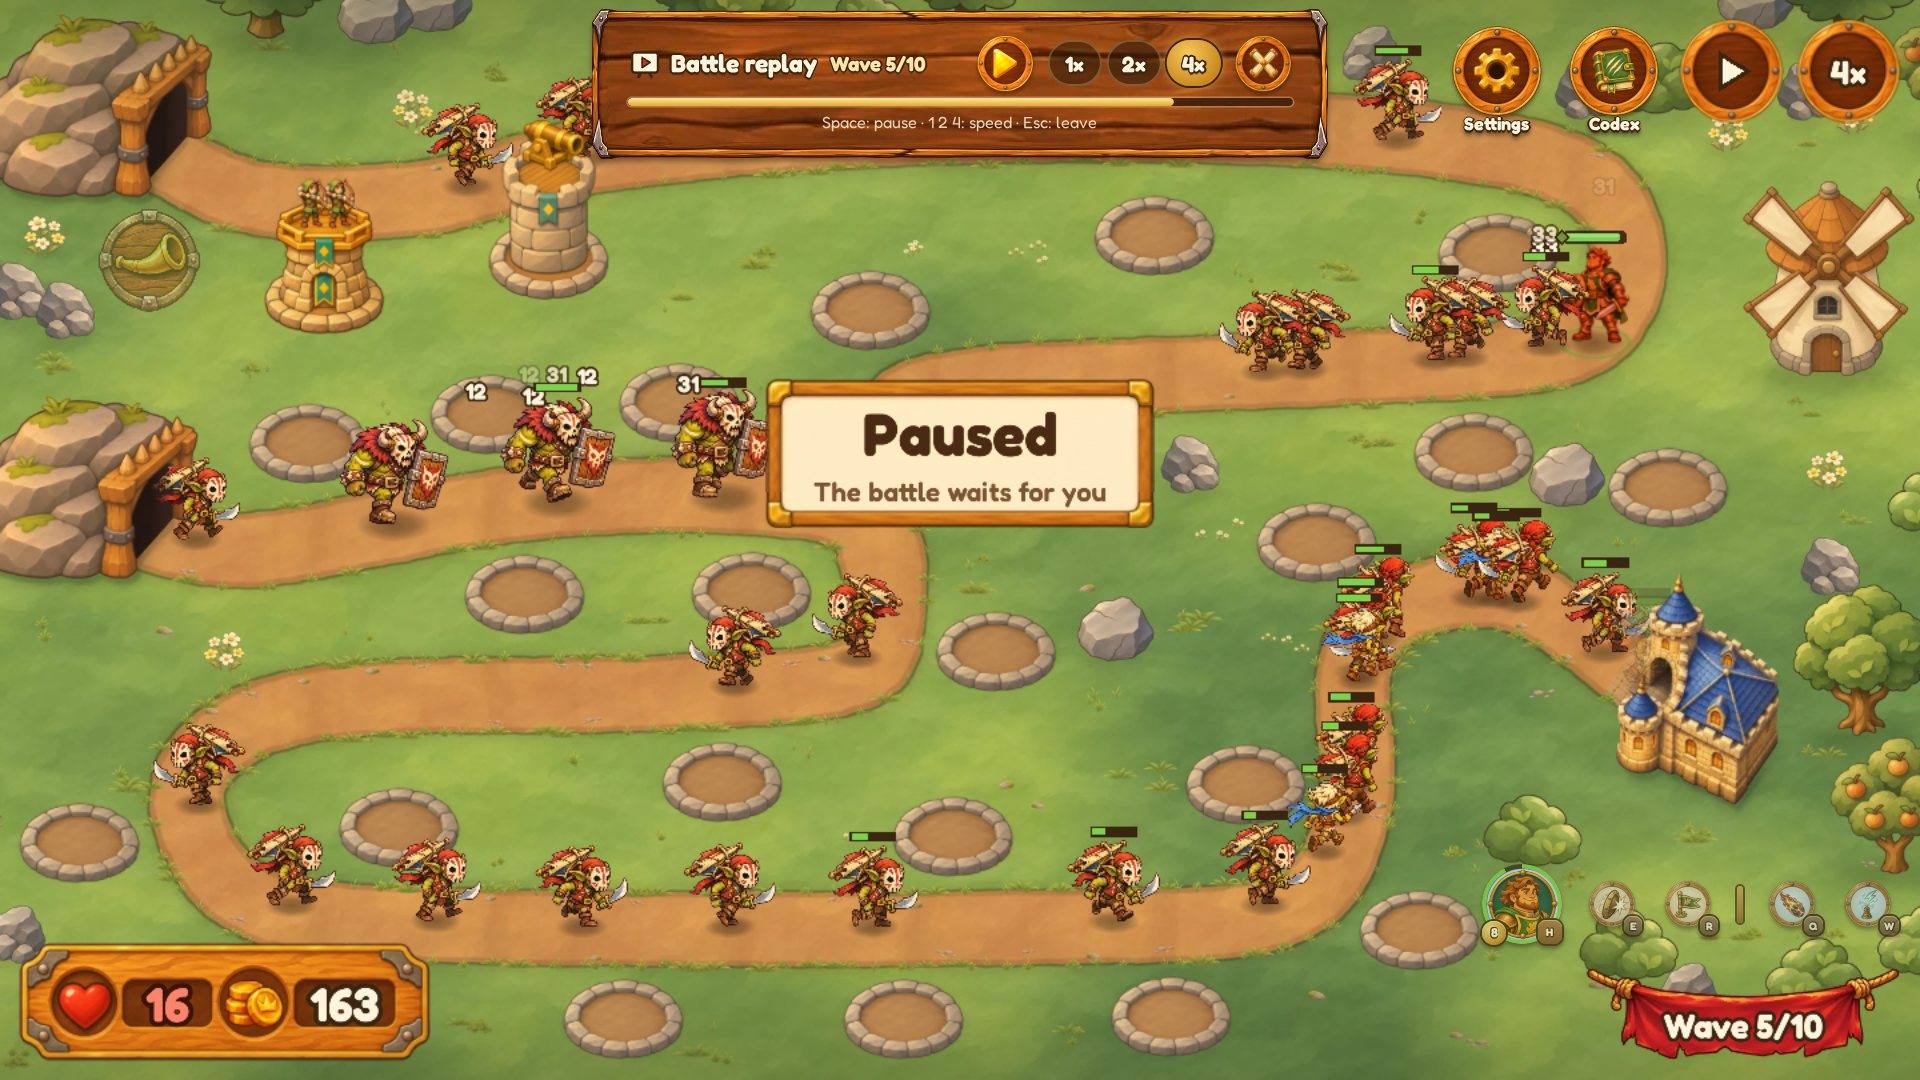 Battle replay Wave 5/10 1x 2x 4x
Space: pause · 1 2 4: speed · Esc: leave
4x
Settings
Codex
31
33
33
12 31 12
12
12
31
Paused
The battle waits for you
8 H E R Q W
16 163
Wave 5/10